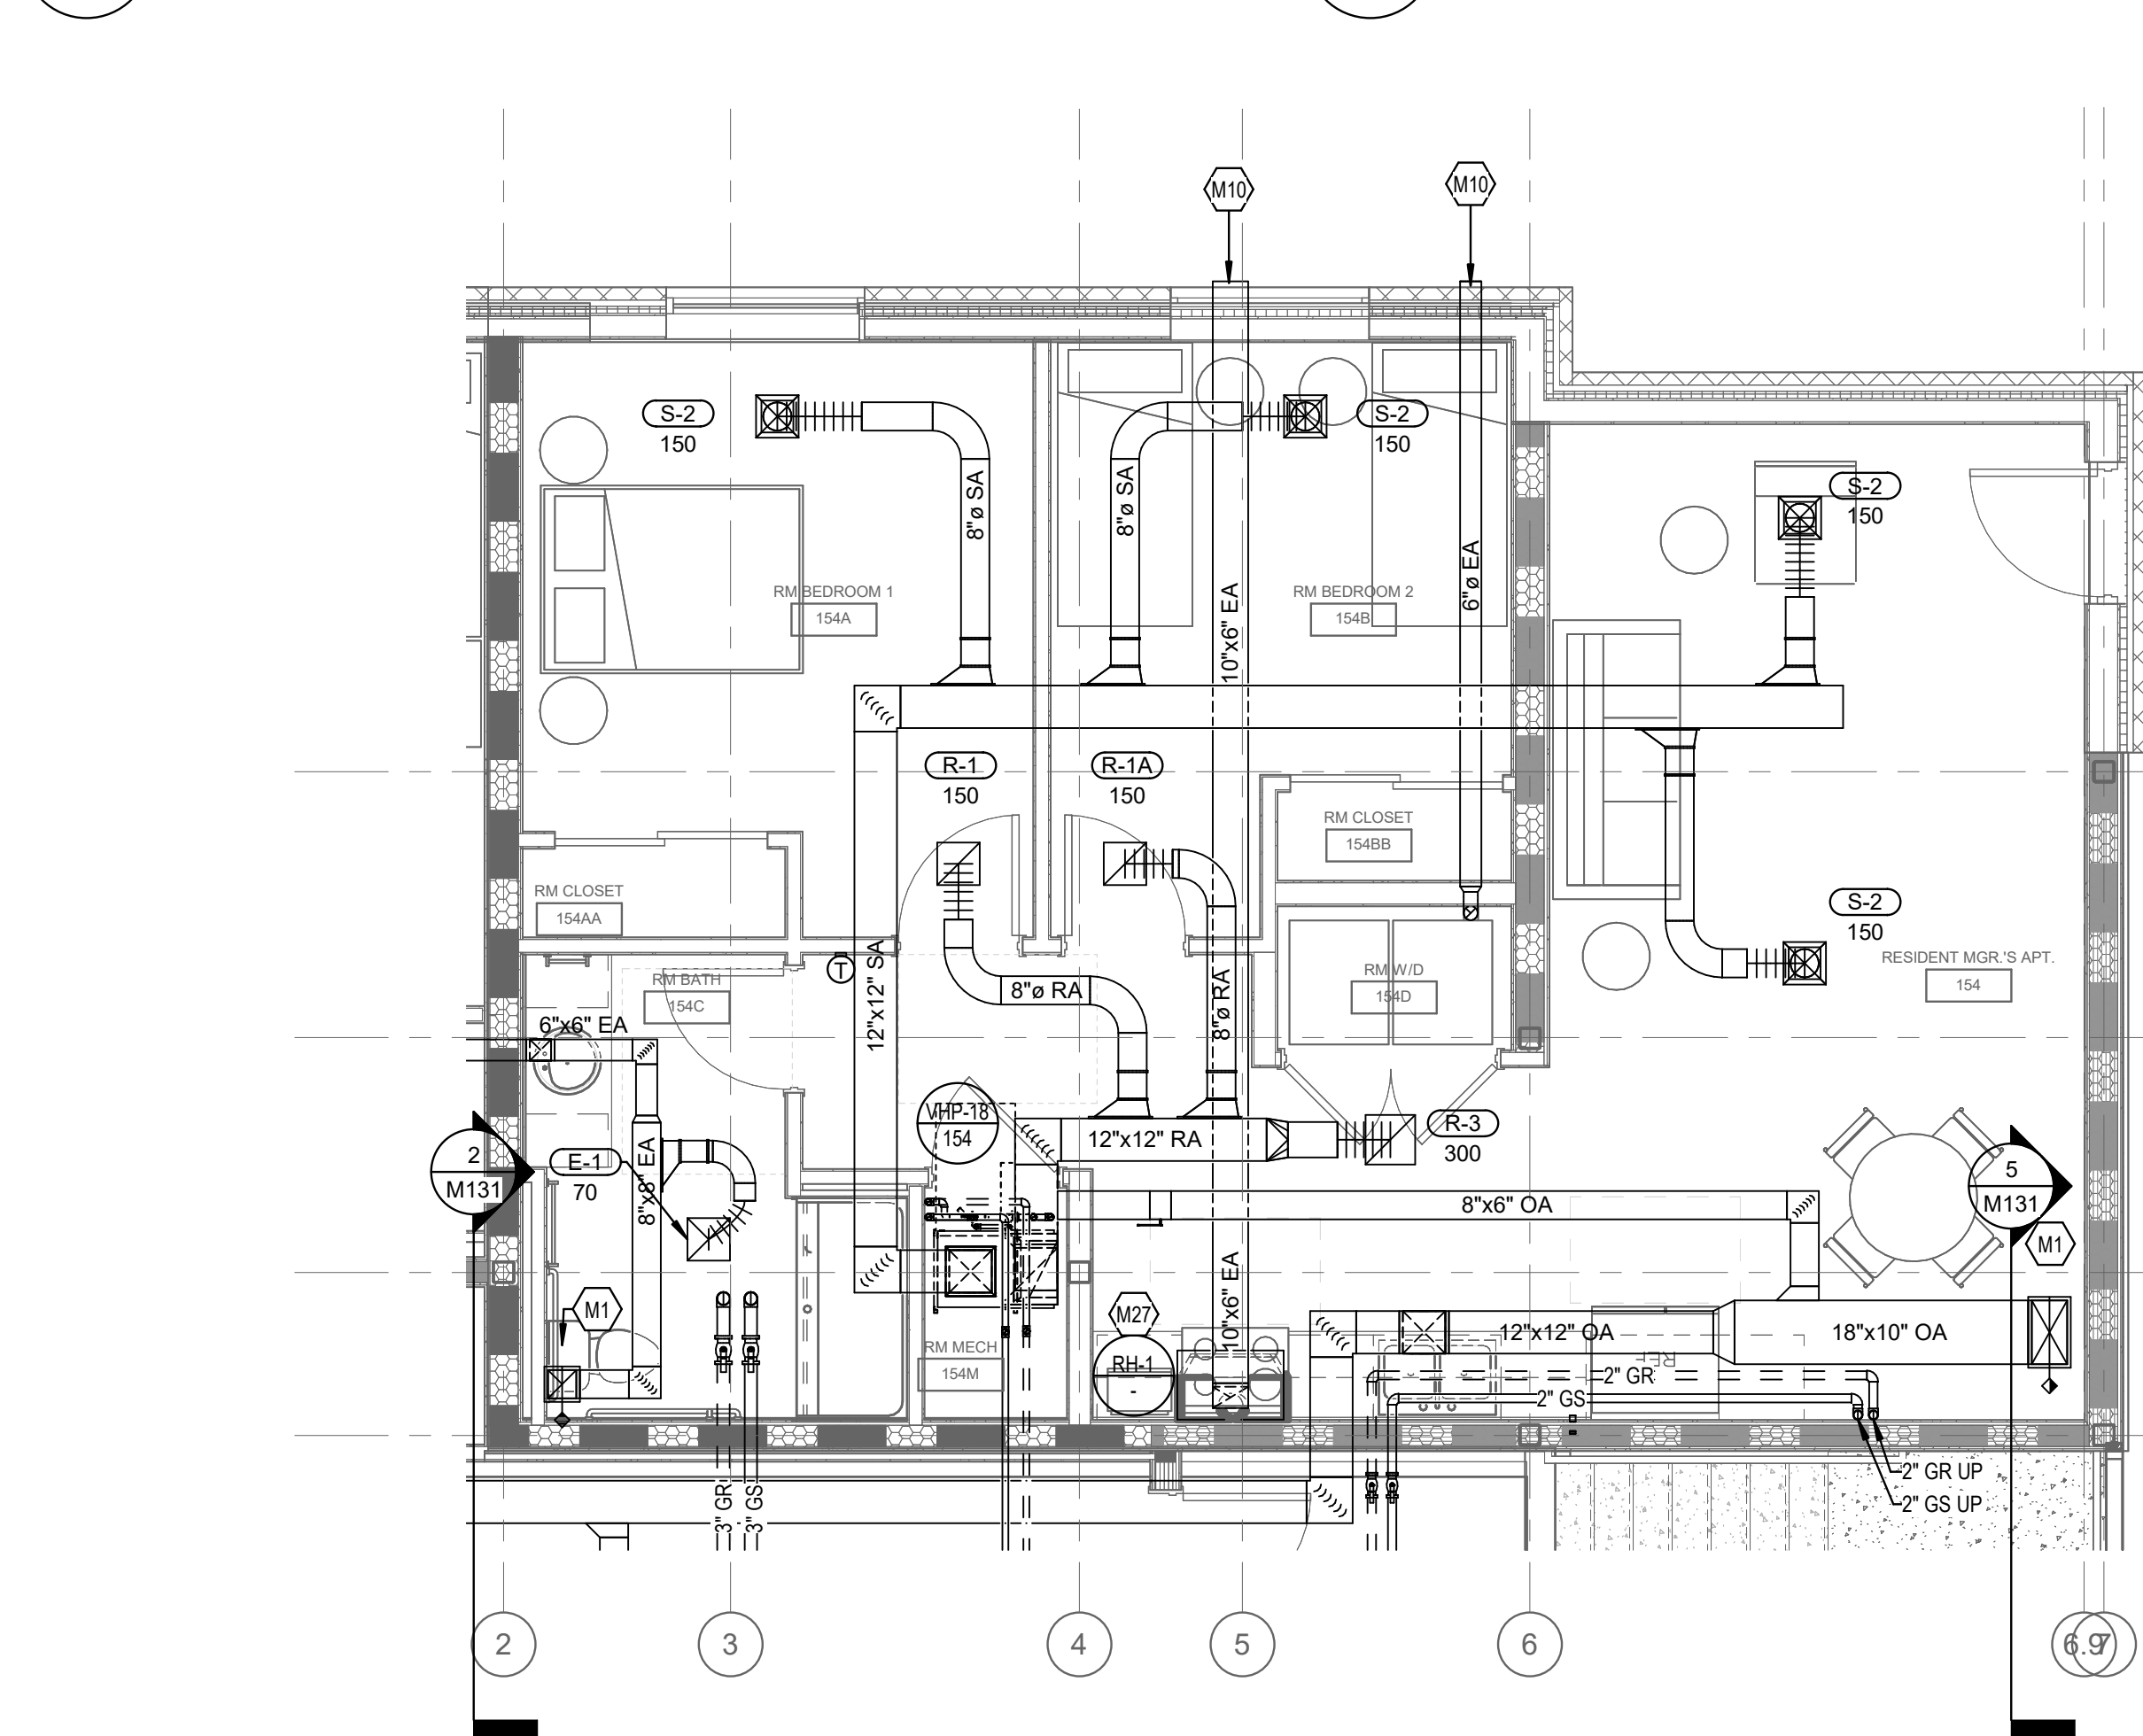 M10
M10
S-2
150
S-2
150
S-2
150
8"ø SA
8"ø SA
6"ø EA
10"x6" EA
RM BEDROOM 1
154A
RM BEDROOM 2
154B
R-1
150
R-1A
150
RM CLOSET
154BB
RM CLOSET
154AA
S-2
150
RESIDENT MGR.'S APT.
154
T
12"x12" SA
RM BATH
154C
8"ø RA
8"ø RA
RM W/D
154D
6"x6" EA
VHP-18
154
12"x12" RA
R-3
300
2
M131
E-1
70
8"x8" EA
8"x6" OA
5
M131
M1
M1
M27
RH-1
-
10"x6" EA
12"x12" OA
18"x10" OA
RM MECH
154M
REF
2" GR
2" GS
2" GR UP
2" GS UP
3" GR
3" GS
2
3
4
5
6
6.9
7